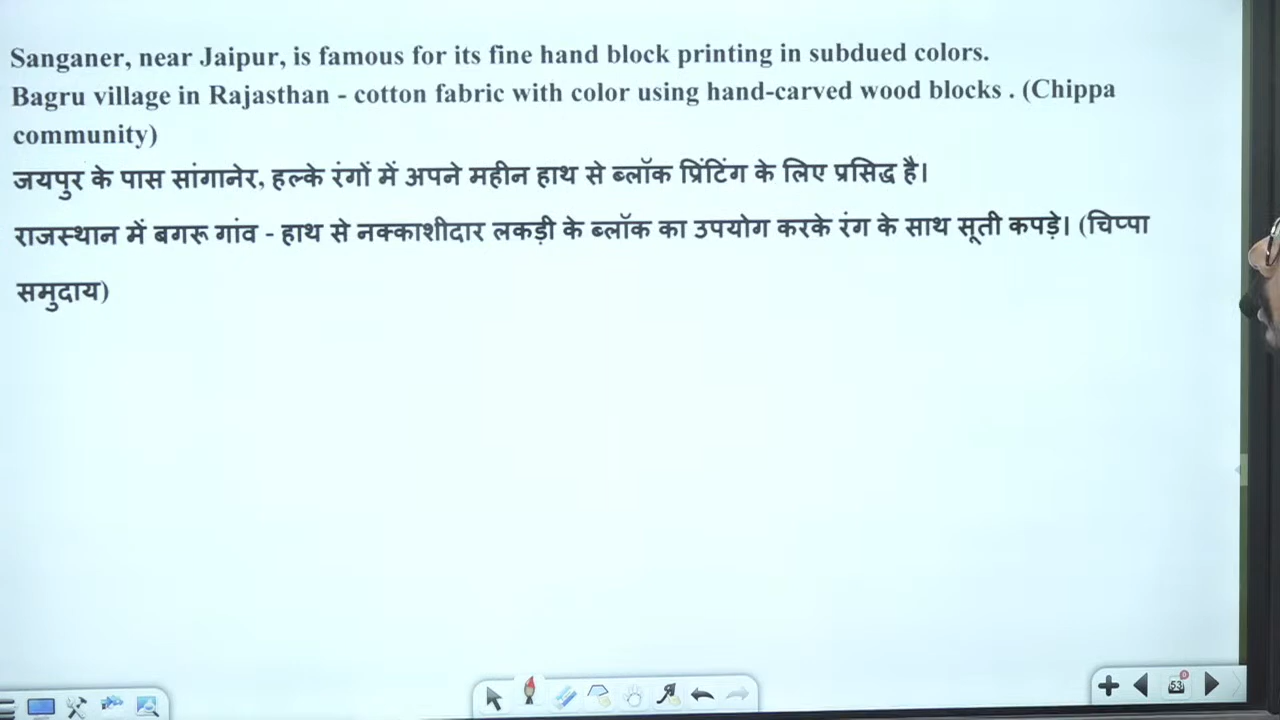 Sanganer, near Jaipur, is famous for its fine hand block printing in subdued colors.
Bagru village in Rajasthan - cotton fabric with color using hand-carved wood blocks . (Chippa
community)
जयपुर के पास सांगानेर, हल्के रंगों में अपने महीन हाथ से ब्लॉक प्रिंटिंग के लिए प्रसिद्ध है।
राजस्थान में बगरू गांव - हाथ से नक्काशीदार लकड़ी के ब्लॉक का उपयोग करके रंग के साथ सूती कपड़े। (चिप्पा
समुदाय)
53